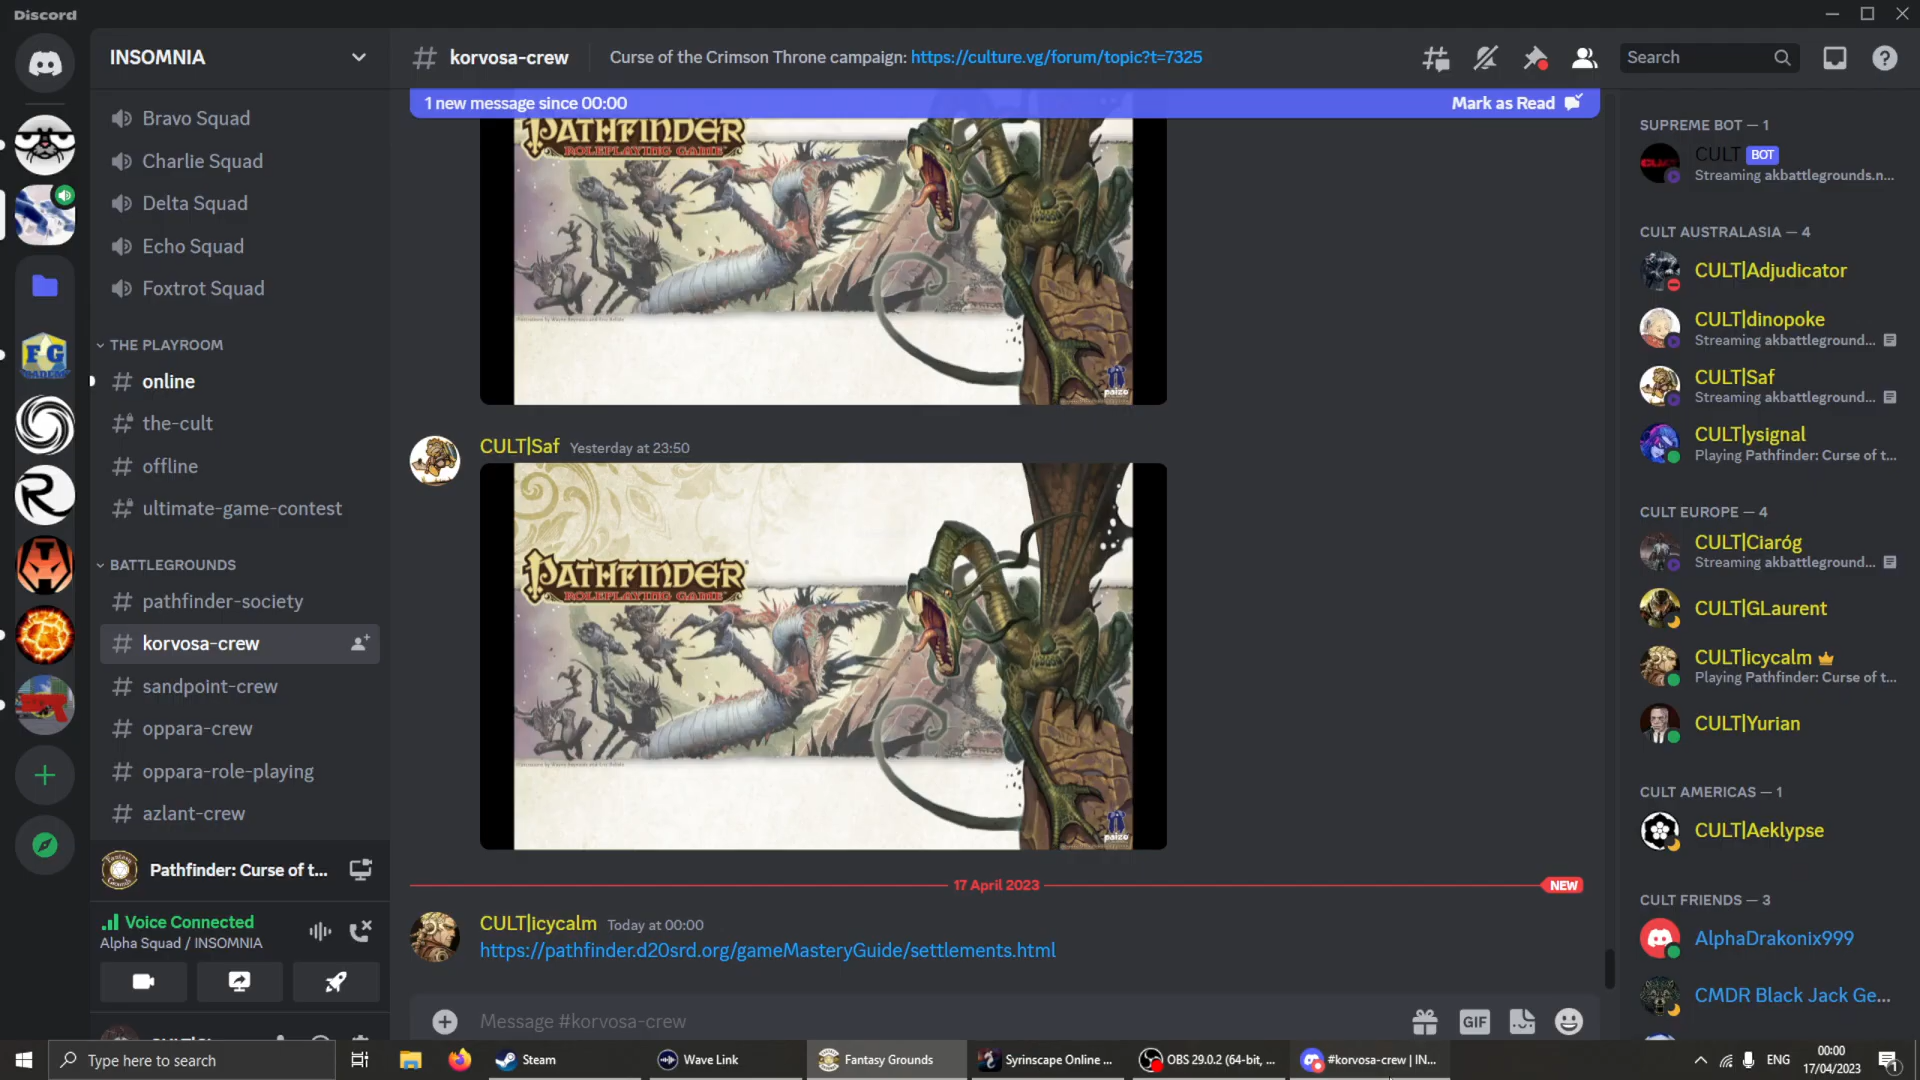 Discord
INSOMNIA
korvosa-crew
Curse of the Crimson Throne campaign: https://culture.vg/forum/topic?t=7325
Search
1 new message since 00:00
Mark as Read
Bravo Squad
Charlie Squad
Delta Squad
Echo Squad
Foxtrot Squad
THE PLAYROOM
online
the-cult
offline
ultimate-game-contest
BATTLEGROUNDS
pathfinder-society
korvosa-crew
sandpoint-crew
oppara-crew
oppara-role-playing
azlant-crew
Pathfinder: Curse of t...
Voice Connected
Alpha Squad / INSOMNIA
PATHFINDER
ROLEPLAYING GAME
paizo
CULT|Saf Yesterday at 23:50
PATHFINDER
ROLEPLAYING GAME
paizo
17 April 2023
NEW
CULT|icycalm Today at 00:00
https://pathfinder.d20srd.org/gameMasteryGuide/settlements.html
Message #korvosa-crew
GIF
SUPREME BOT — 1
CULT BOT
Streaming akbattlegrounds.n...
CULT AUSTRALASIA — 4
CULT|Adjudicator
CULT|dinopoke
Streaming akbattleground...
CULT|Saf
Streaming akbattleground...
CULT|ysignal
Playing Pathfinder: Curse of t...
CULT EUROPE — 4
CULT|Ciaróg
Streaming akbattleground...
CULT|GLaurent
CULT|icycalm
Playing Pathfinder: Curse of t...
CULT|Yurian
CULT AMERICAS — 1
CULT|Aeklypse
CULT FRIENDS — 3
AlphaDrakonix999
CMDR Black Jack Ge...
Type here to search
Steam
Wave Link
Fantasy Grounds
Syrinscape Online ...
OBS 29.0.2 (64-bit, ...
#korvosa-crew | IN...
ENG
00:00
17/04/2023
1